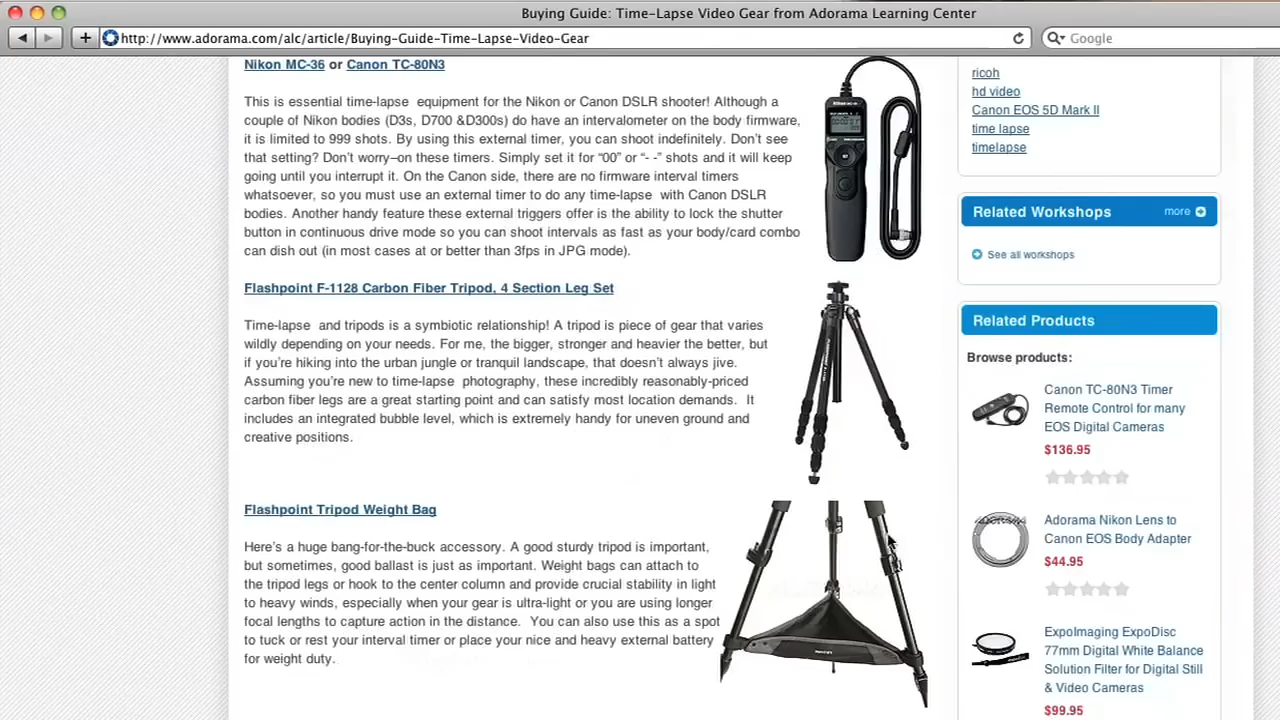 Buying Guide: Time-Lapse Video Gear from Adorama Learning Center
http://www.adorama.com/alc/article/Buying-Guide-Time-Lapse-Video-Gear
Google
Nikon MC-36 or Canon TC-80N3
This is essential time-lapse equipment for the Nikon or Canon DSLR shooter! Although a
couple of Nikon bodies (D3s, D700 &D300s) do have an intervalometer on the body firmware,
it is limited to 999 shots. By using this external timer, you can shoot indefinitely. Don't see
that setting? Don't worry–on these timers. Simply set it for “00” or “- -” shots and it will keep
going until you interrupt it. On the Canon side, there are no firmware interval timers
whatsoever, so you must use an external timer to do any time-lapse with Canon DSLR
bodies. Another handy feature these external triggers offer is the ability to lock the shutter
button in continuous drive mode so you can shoot intervals as fast as your body/card combo
can dish out (in most cases at or better than 3fps in JPG mode).
Flashpoint F-1128 Carbon Fiber Tripod, 4 Section Leg Set
Time-lapse and tripods is a symbiotic relationship! A tripod is piece of gear that varies
wildly depending on your needs. For me, the bigger, stronger and heavier the better, but
if you're hiking into the urban jungle or tranquil landscape, that doesn't always jive.
Assuming you're new to time-lapse photography, these incredibly reasonably-priced
carbon fiber legs are a great starting point and can satisfy most location demands. It
includes an integrated bubble level, which is extremely handy for uneven ground and
creative positions.
Flashpoint Tripod Weight Bag
Here's a huge bang-for-the-buck accessory. A good sturdy tripod is important,
but sometimes, good ballast is just as important. Weight bags can attach to
the tripod legs or hook to the center column and provide crucial stability in light
to heavy winds, especially when your gear is ultra-light or you are using longer
focal lengths to capture action in the distance. You can also use this as a spot
to tuck or rest your interval timer or place your nice and heavy external battery
for weight duty.
ricoh
hd video
Canon EOS 5D Mark II
time lapse
timelapse
Related Workshops
more
See all workshops
Related Products
Browse products:
Canon TC-80N3 Timer
Remote Control for many
EOS Digital Cameras
$136.95
ADORAMA
Adorama Nikon Lens to
Canon EOS Body Adapter
$44.95
ExpoImaging ExpoDisc
77mm Digital White Balance
Solution Filter for Digital Still
& Video Cameras
$99.95